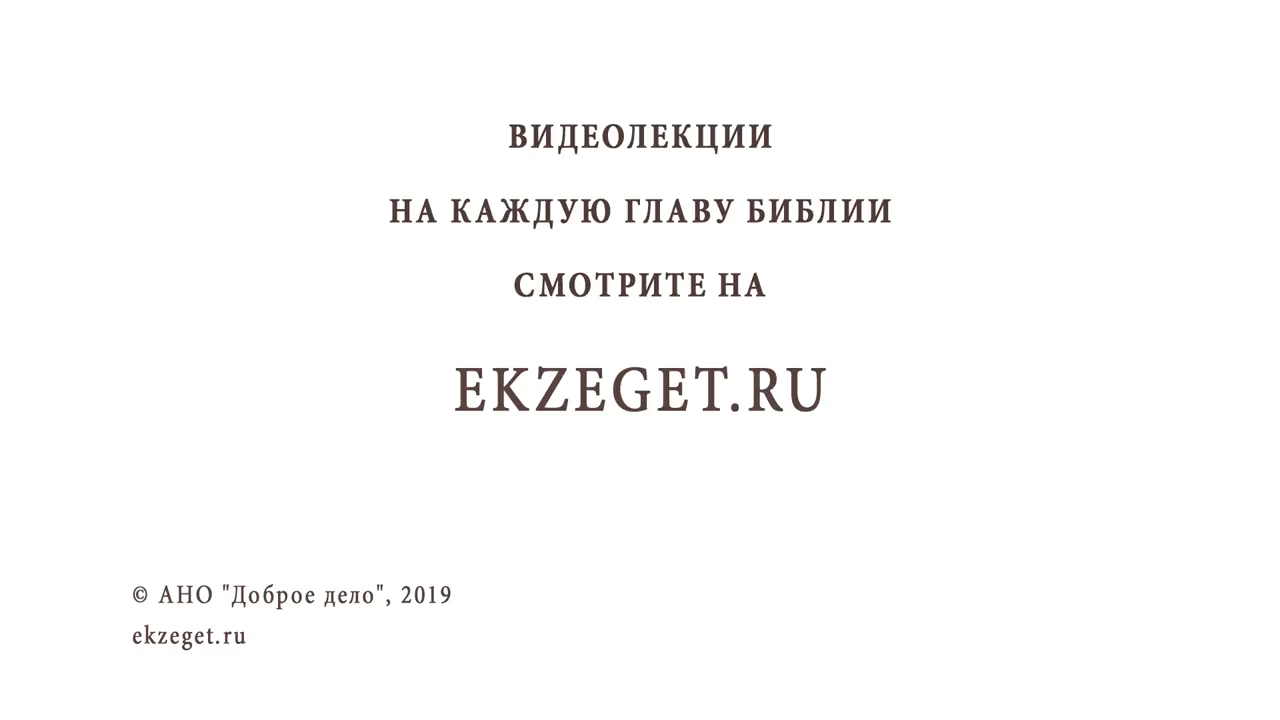 ВИДЕОЛЕКЦИИ
НА КАЖДУЮ ГЛАВУ БИБЛИИ
СМОТРИТЕ НА
EKZEGET.RU
© АНО "Доброе дело", 2019
ekzeget.ru